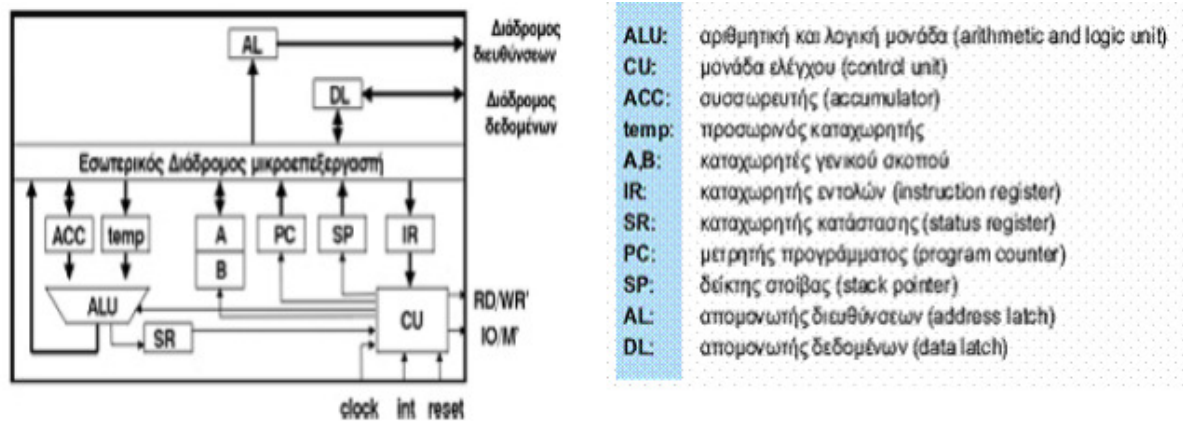 Διάδρομος
διευθύνσεων
AL
DL
Διάδρομος
δεδομένων
Εσωτερικός Διάδρομος μικροεπεξεργαστή
ACC temp A PC SP IR
B
ALU
SR
CU
RD/WR'
IO/M'
clock int reset
ALU: αριθμητική και λογική μονάδα (arithmetic and logic unit)
CU: μονάδα ελέγχου (control unit)
ACC: συσσωρευτής (accumulator)
temp: προσωρινός καταχωρητής
A,B: καταχωρητές γενικού σκοπού
IR: καταχωρητής εντολών (instruction register)
SR: καταχωρητής κατάστασης (status register)
PC: μετρητής προγράμματος (program counter)
SP: δείκτης στοίβας (stack pointer)
AL: απομονωτής διευθύνσεων (address latch)
DL: απομονωτής δεδομένων (data latch)